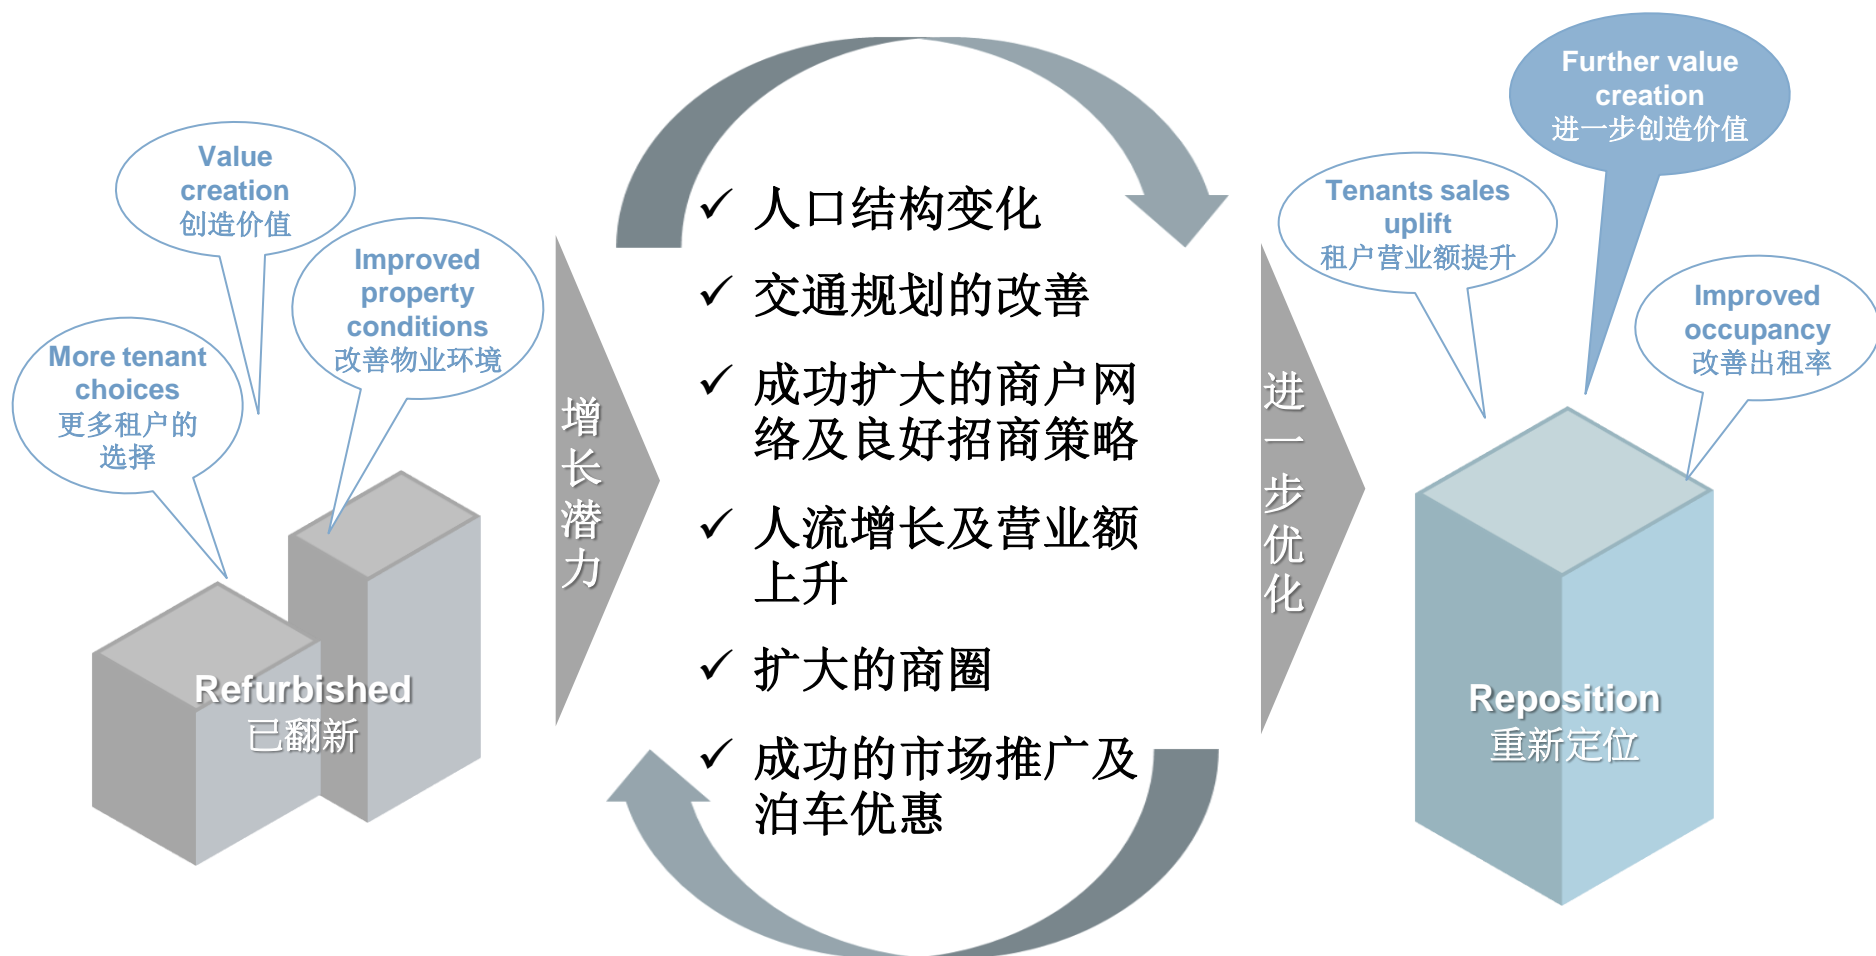 Value
creation
创造价值
Improved
property
conditions
改善物业环境
More tenant
choices
更多租户的
选择
Refurbished
已翻新
增
长
潜
力
人口结构变化
交通规划的改善
成功扩大的商户网
络及良好招商策略
人流增长及营业额
上升
扩大的商圈
成功的市场推广及
泊车优惠
进
一
步
优
化
Further value
creation
进一步创造价值
Tenants sales
uplift
租户营业额提升
Improved
occupancy
改善出租率
Reposition
重新定位